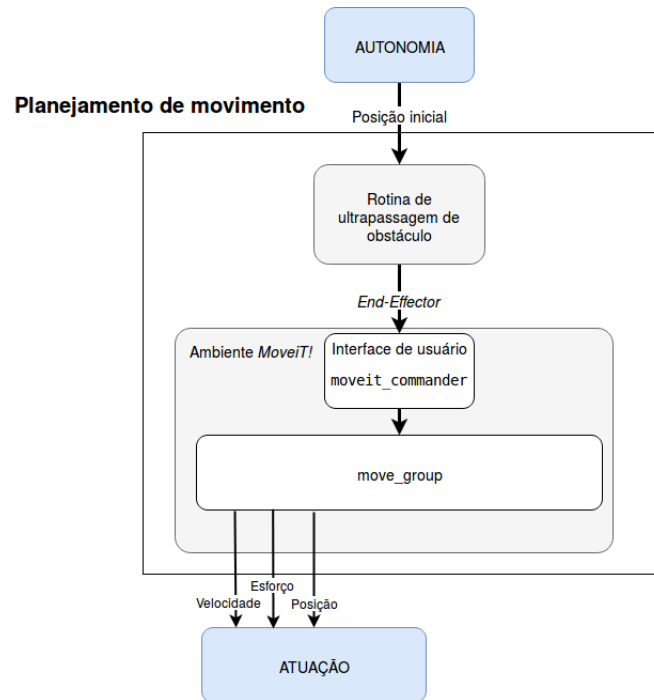 AUTONOMIA
Planejamento de movimento
Posição inicial
Rotina de
ultrapassagem de
obstáculo
End-Effector
Ambiente MoveiT!
Interface de usuário
moveit_commander
move_group
Esforço
Velocidade
Posição
ATUAÇÃO